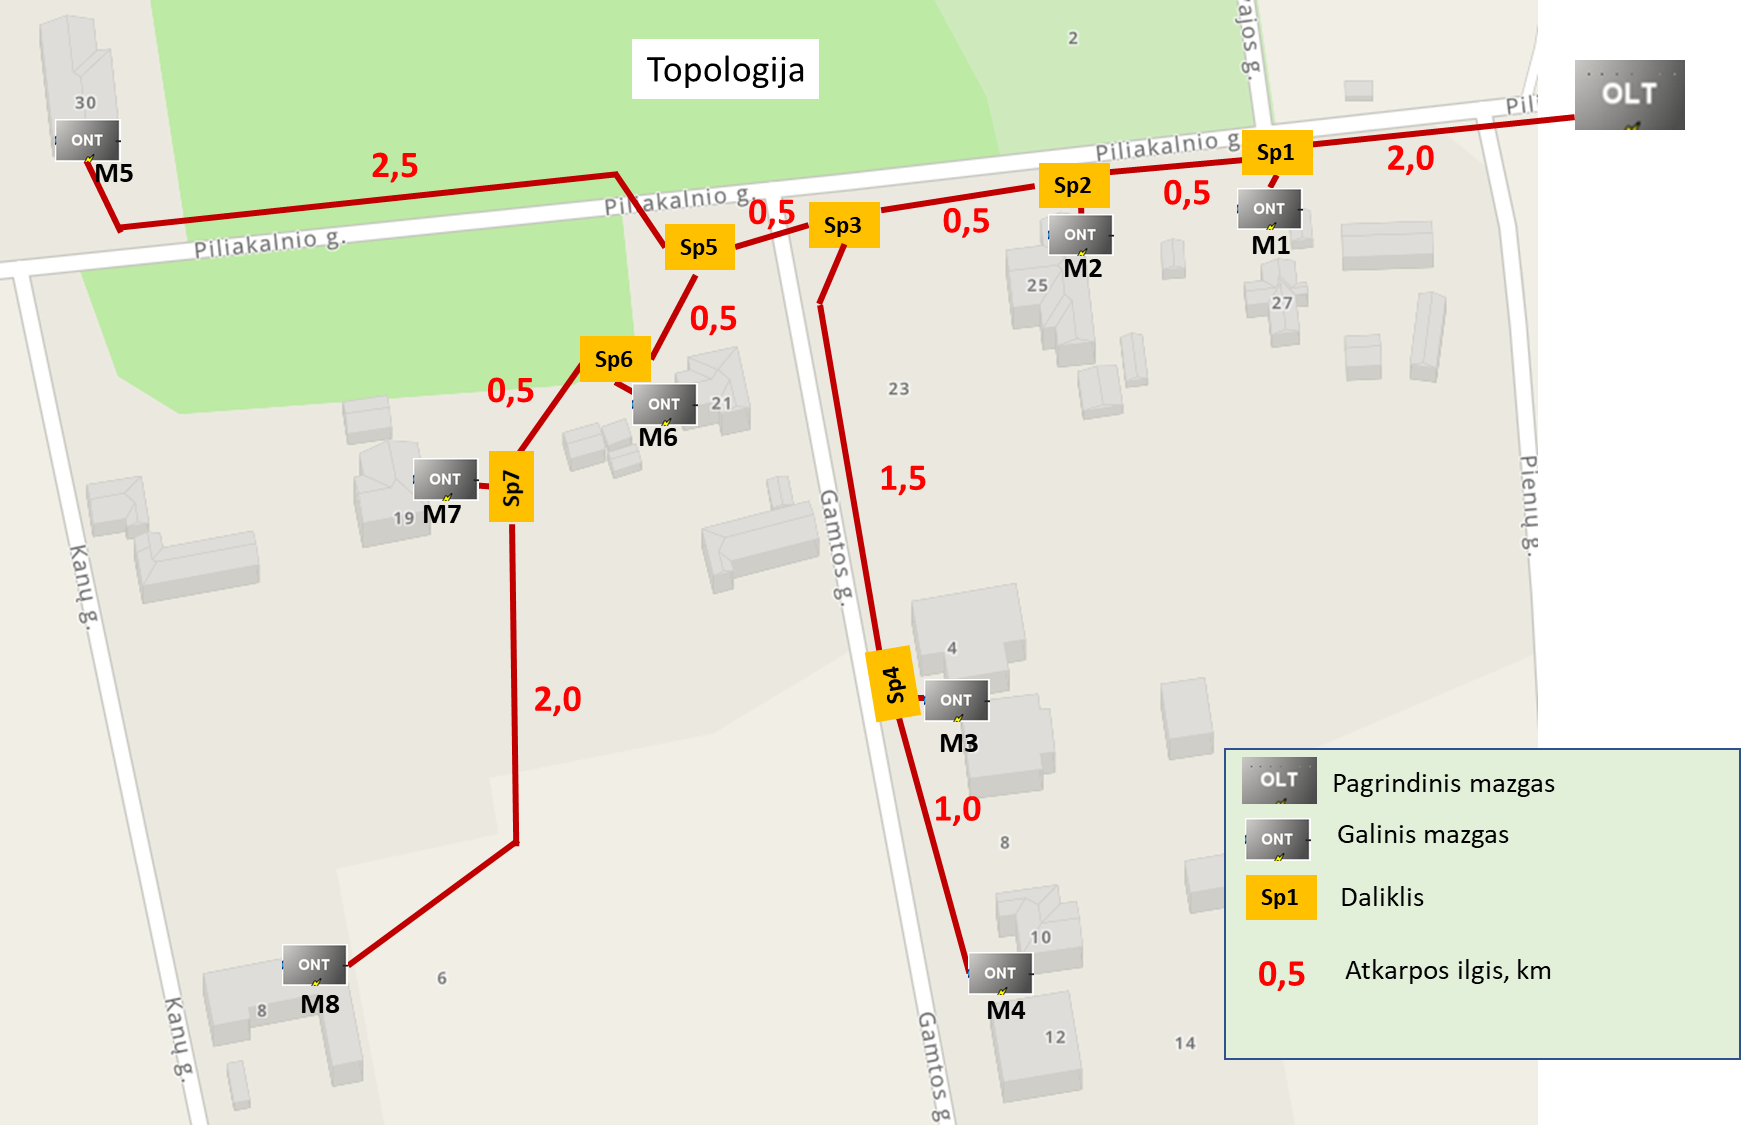 Topologija
2
rajos g.
30
ONT
M5
2,5
Piliakalnio g.
Piliakalnio g.
Piliakalnio g
Pili
OLT
Sp1
2,0
0,5
ONT
M1
27
Sp2
ONT
M2
25
0,5
Sp3
0,5
Sp5
0,5
Sp6
ONT
M6
21
0,5
23
ONT
M7
19
Sp7
1,5
Gamtos g.
Pienių g.
Kanų g.
2,0
4
Sp4
ONT
M3
1,0
8
10
ONT
M4
12
14
Gamtos g
Kanų g.
ONT
M8
8
6
OLT Pagrindinis mazgas
ONT Galinis mazgas
Sp1 Daliklis
0,5 Atkarpos ilgis, km